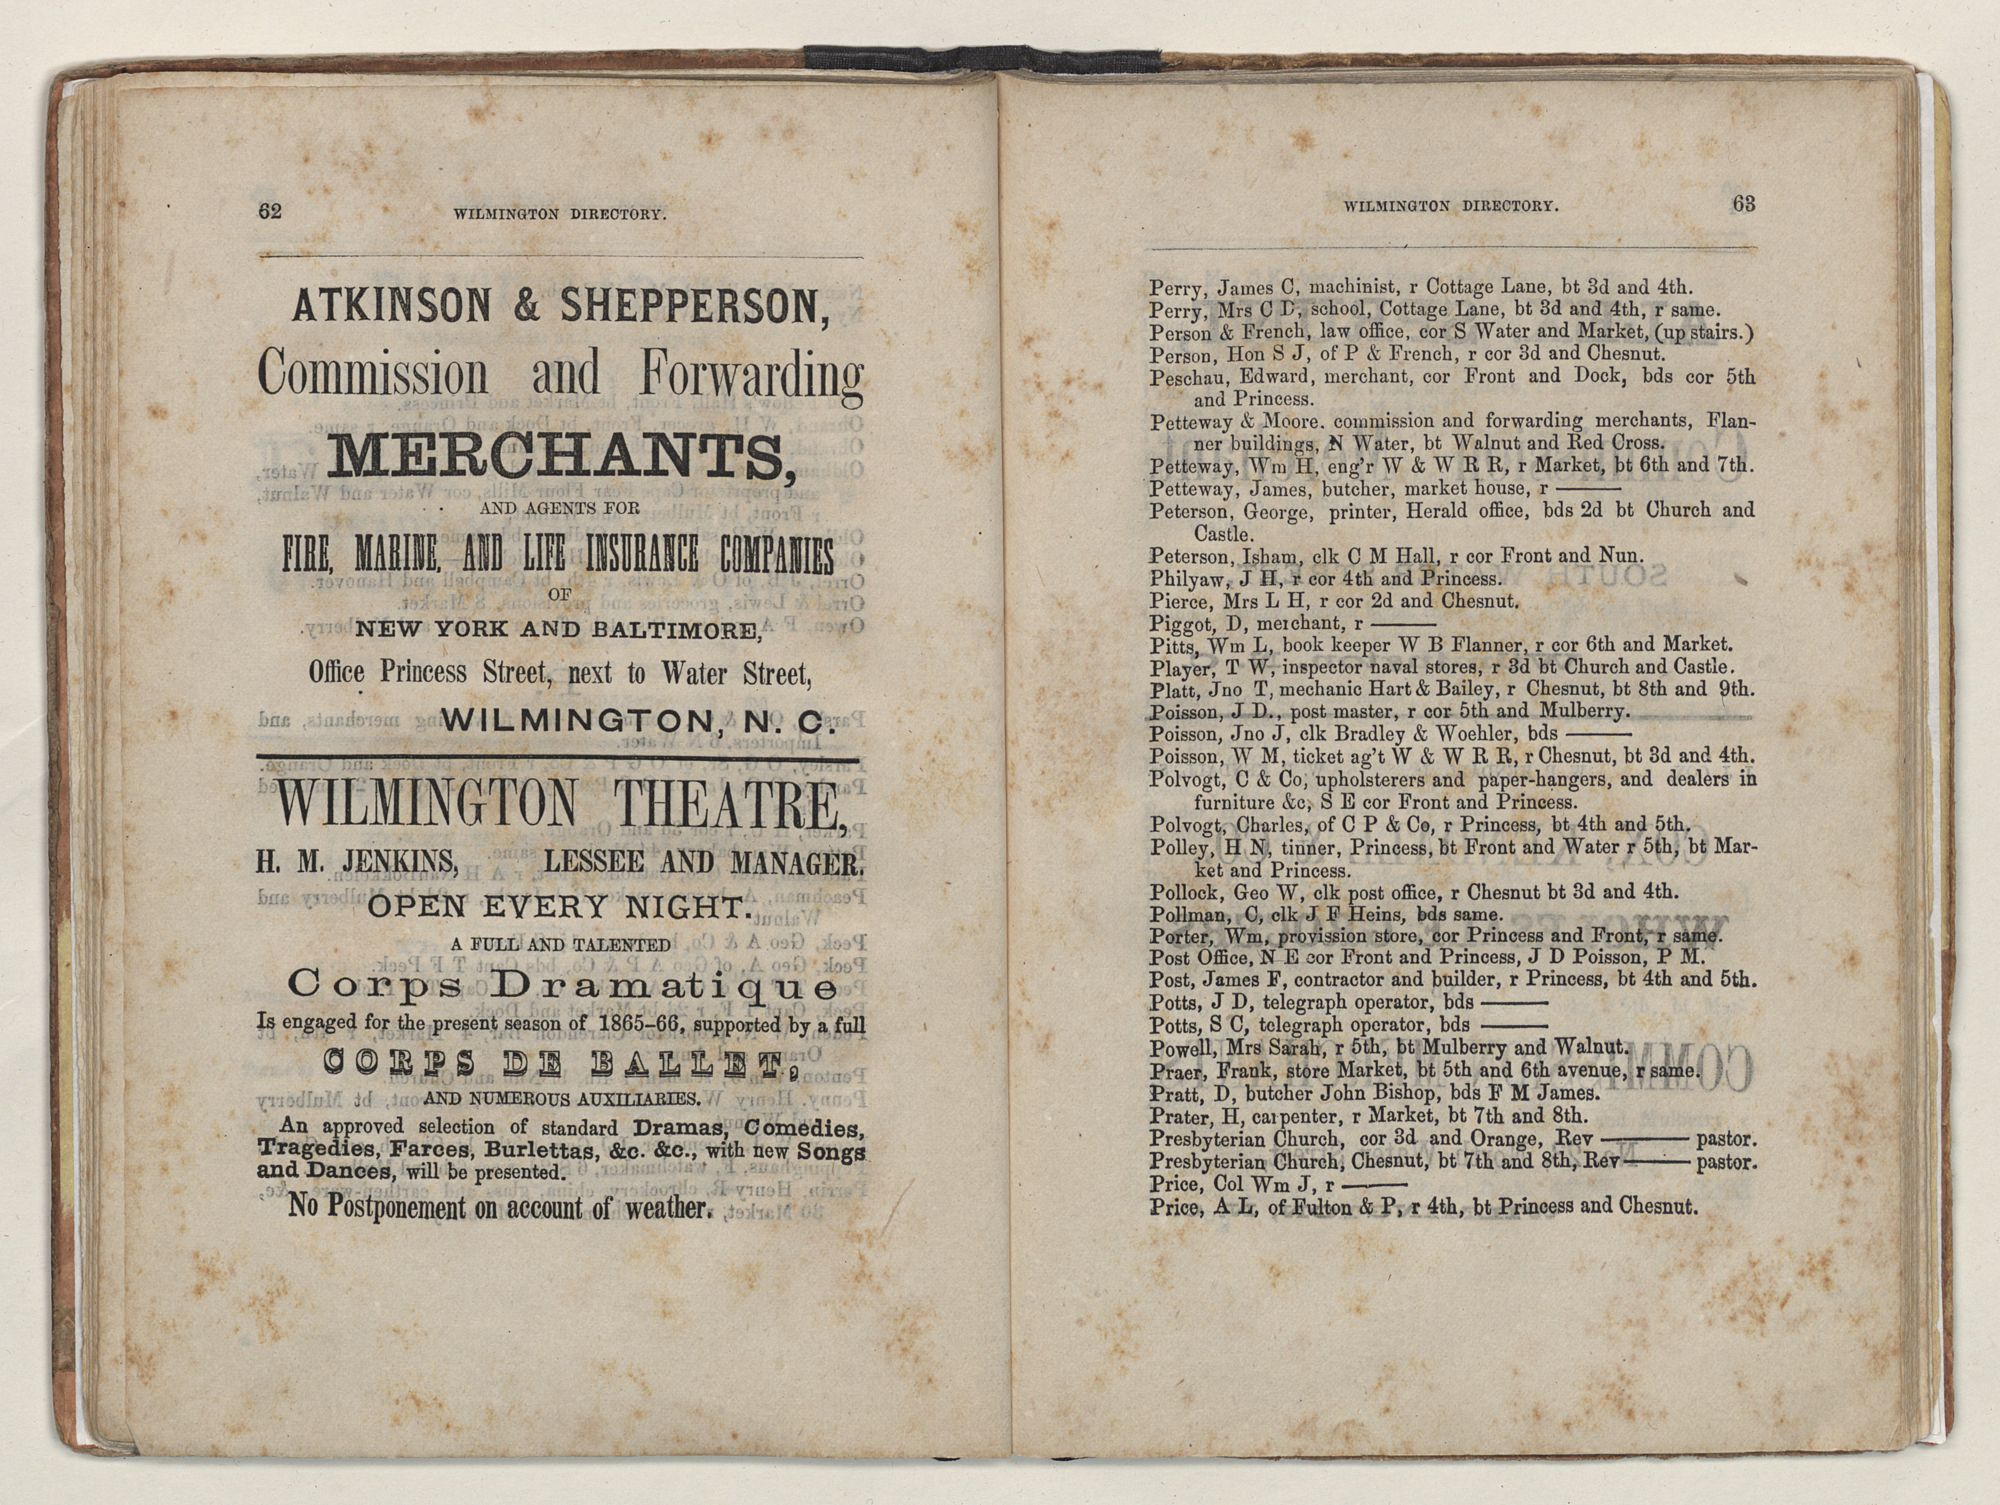 62
WILMINGTON DIRECTORY.
ATKINSON & SHEPPERSON,
Commission and Forwarding
MERCHANTS,
AND AGENTS FOR
FIRE, MARINE, AND LIFE INSURANCE COMPANIES
OF
NEW YORK AND BALTIMORE,
Office Princess Street, next to Water Street,
WILMINGTON, N. C.
WILMINGTON THEATRE,
H. M. JENKINS, LESSEE AND MANAGER.
OPEN EVERY NIGHT.
A FULL AND TALENTED
Corps Dramatique
Is engaged for the present season of 1865-66, supported by a full
CORPS DE BALLET,
AND NUMEROUS AUXILIARIES.
An approved selection of standard Dramas, Comedies,
Tragedies, Farces, Burlettas, &c. &c., with new Songs
and Dances, will be presented.
No Postponement on account of weather.
WILMINGTON DIRECTORY.
63
Perry, James C, machinist, r Cottage Lane, bt 3d and 4th.
Perry, Mrs C D, school, Cottage Lane, bt 3d and 4th, r same.
Person & French, law office, cor S Water and Market, (up stairs.)
Person, Hon S J, of P & French, r cor 3d and Chesnut.
Peschau, Edward, merchant, cor Front and Dock, bds cor 5th
and Princess.
Petteway & Moore. commission and forwarding merchants, Flan-
ner buildings, N Water, bt Walnut and Red Cross.
Petteway, Wm H, eng'r W & W R R, r Market, bt 6th and 7th.
Petteway, James, butcher, market house, r ———
Peterson, George, printer, Herald office, bds 2d bt Church and
Castle.
Peterson, Isham, clk C M Hall, r cor Front and Nun.
Philyaw, J H, r cor 4th and Princess.
Pierce, Mrs L H, r cor 2d and Chesnut.
Piggot, D, merchant, r ———
Pitts, Wm L, book keeper W B Flanner, r cor 6th and Market.
Player, T W, inspector naval stores, r 3d bt Church and Castle.
Platt, Jno T, mechanic Hart & Bailey, r Chesnut, bt 8th and 9th.
Poisson, J D., post master, r cor 5th and Mulberry.
Poisson, Jno J, clk Bradley & Woehler, bds ———
Poisson, W M, ticket ag't W & W R R, r Chesnut, bt 3d and 4th.
Polvogt, C & Co, upholsterers and paper-hangers, and dealers in
furniture &c, S E cor Front and Princess.
Polvogt, Charles, of C P & Co, r Princess, bt 4th and 5th.
Polley, H N, tinner, Princess, bt Front and Water r 5th, bt Mar-
ket and Princess.
Pollock, Geo W, clk post office, r Chesnut bt 3d and 4th.
Pollman, C, clk J F Heins, bds same.
Porter, Wm, provission store, cor Princess and Front, r same.
Post Office, N E cor Front and Princess, J D Poisson, P M.
Post, James F, contractor and builder, r Princess, bt 4th and 5th.
Potts, J D, telegraph operator, bds ———
Potts, S C, telegraph operator, bds ———
Powell, Mrs Sarah, r 5th, bt Mulberry and Walnut.
Praer, Frank, store Market, bt 5th and 6th avenue, r same.
Pratt, D, butcher John Bishop, bds F M James.
Prater, H, carpenter, r Market, bt 7th and 8th.
Presbyterian Church, cor 3d and Orange, Rev ——— pastor.
Presbyterian Church, Chesnut, bt 7th and 8th, Rev ——— pastor.
Price, Col Wm J, r ———
Price, A L, of Fulton & P, r 4th, bt Princess and Chesnut.